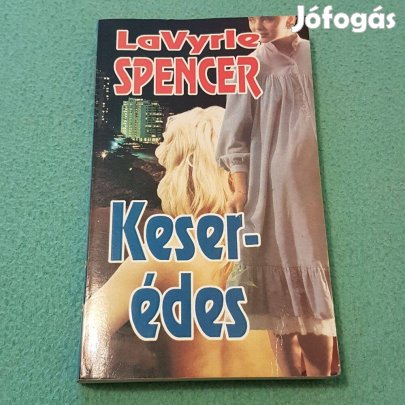 Jófogás
LaVyrle
SPENCER
Keser-
édes